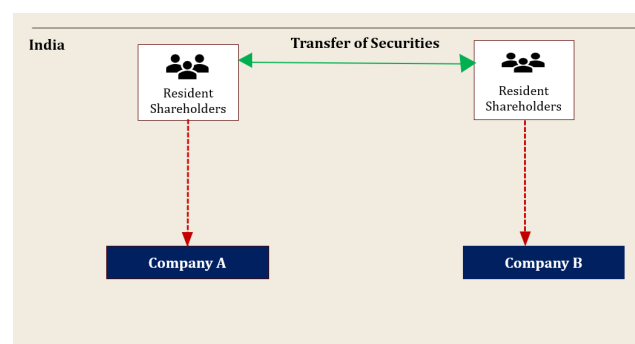 India
Transfer of Securities
Resident
Shareholders
Resident
Shareholders
Company A
Company B